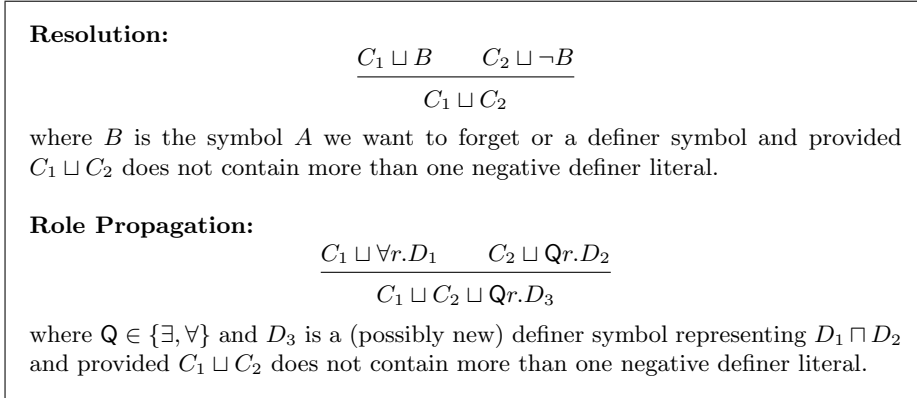 Resolution:
C₁ ⊔ B C₂ ⊔ ¬B
C₁ ⊔ C₂
where B is the symbol A we want to forget or a definer symbol and provided
C₁ ⊔ C₂ does not contain more than one negative definer literal.
Role Propagation:
C₁ ⊔ ∀r.D₁ C₂ ⊔ Qr.D₂
C₁ ⊔ C₂ ⊔ Qr.D₃
where Q ∈ {∃, ∀} and D₃ is a (possibly new) definer symbol representing D₁ ⊓ D₂
and provided C₁ ⊔ C₂ does not contain more than one negative definer literal.